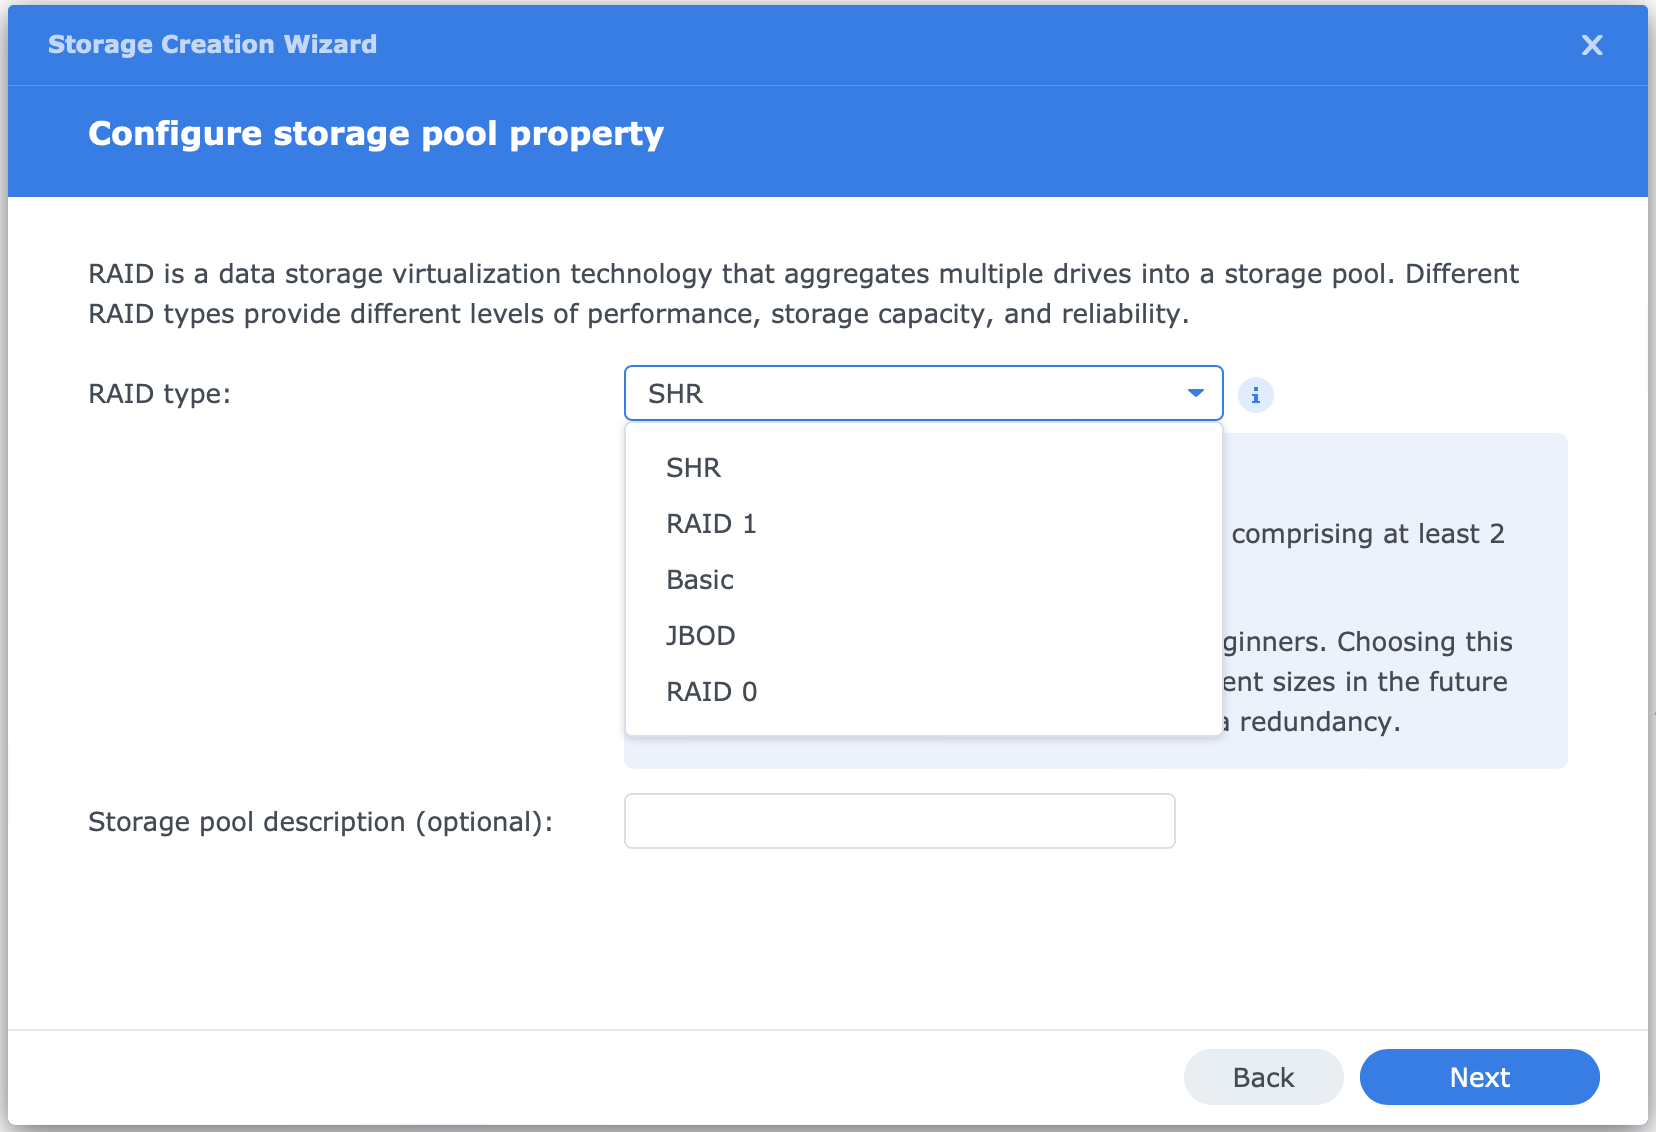 Storage Creation Wizard
Configure storage pool property
RAID is a data storage virtualization technology that aggregates multiple drives into a storage pool. Different
RAID types provide different levels of performance, storage capacity, and reliability.
RAID type:
SHR
SHR
RAID 1
Basic
JBOD
RAID 0
comprising at least 2
ginners. Choosing this
ent sizes in the future
redundancy.
Storage pool description (optional):
Back
Next